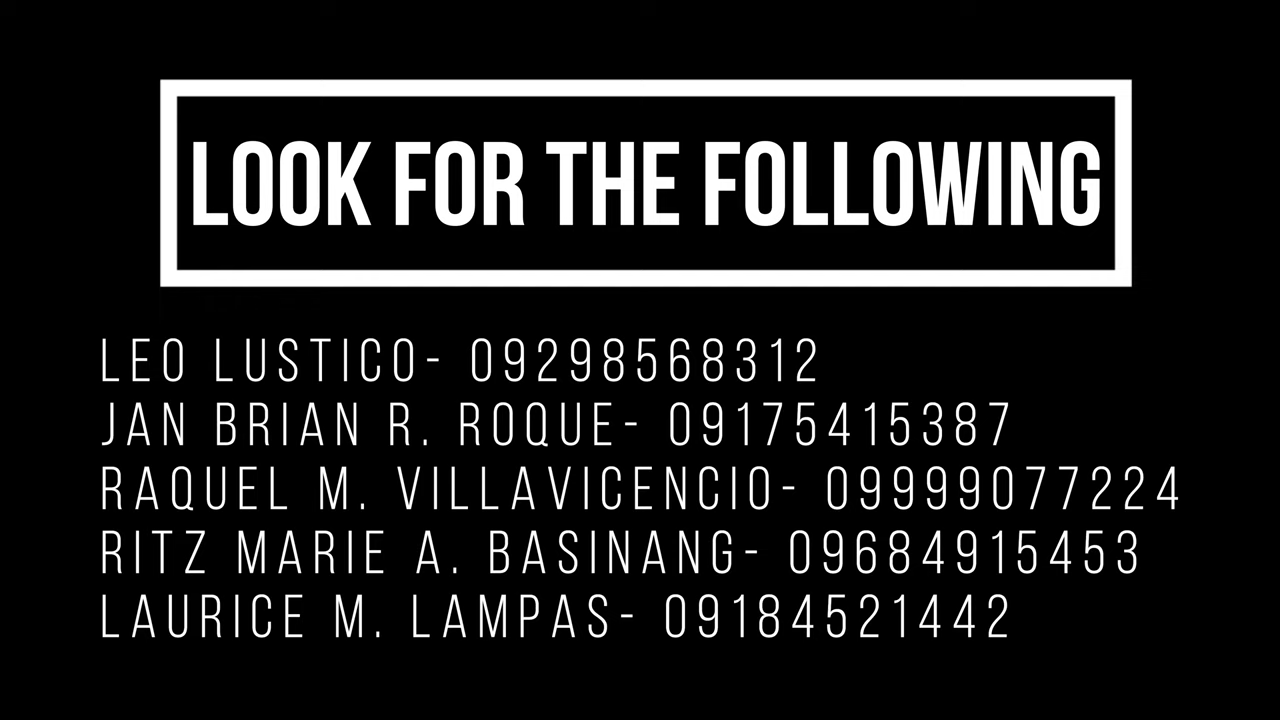 LOOK FOR THE FOLLOWING
LEO LUSTICO- 09298568312
JAN BRIAN R. ROQUE- 09175415387
RAQUEL M. VILLAVICENCIO- 09999077224
RITZ MARIE A. BASINANG- 09684915453
LAURICE M. LAMPAS- 09184521442